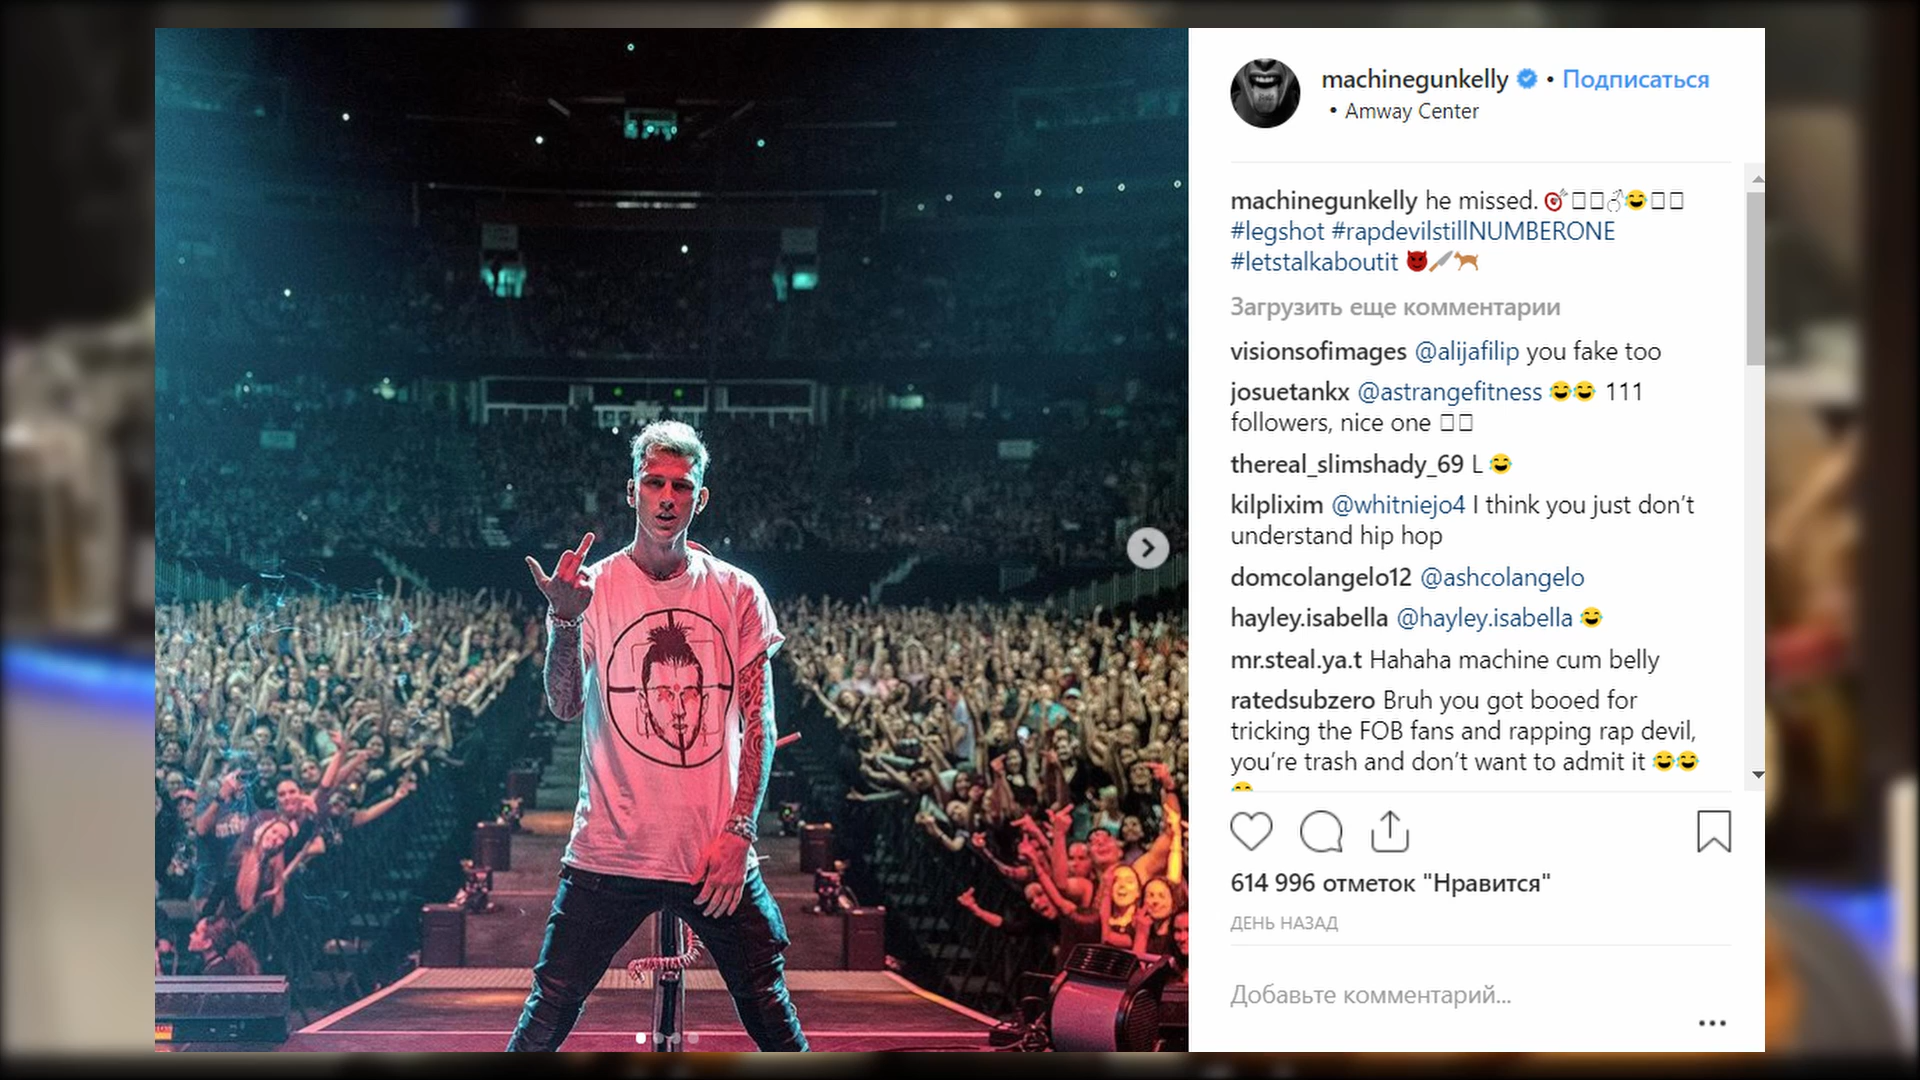 machinegunkelly • Подписаться
• Amway Center
machinegunkelly he missed. 🎯😂
#legshot #rapdevilstillNUMBERONE
#letstalkaboutit 😈🔪🐐
Загрузить еще комментарии
visionsofimages @alijafilip you fake too
josuetankx @astrangefitness 😂😂 111
followers, nice one
thereal_slimshady_69 L 😂
kilplixim @whitniejo4 I think you just don’t
understand hip hop
domcolangelo12 @ashcolangelo
hayley.isabella @hayley.isabella 😂
mr.steal.ya.t Hahaha machine cum belly
ratedsubzero Bruh you got booed for
tricking the FOB fans and rapping rap devil,
you’re trash and don’t want to admit it 😂😂
😂
614 996 отметок "Нравится"
ДЕНЬ НАЗАД
Добавьте комментарий...